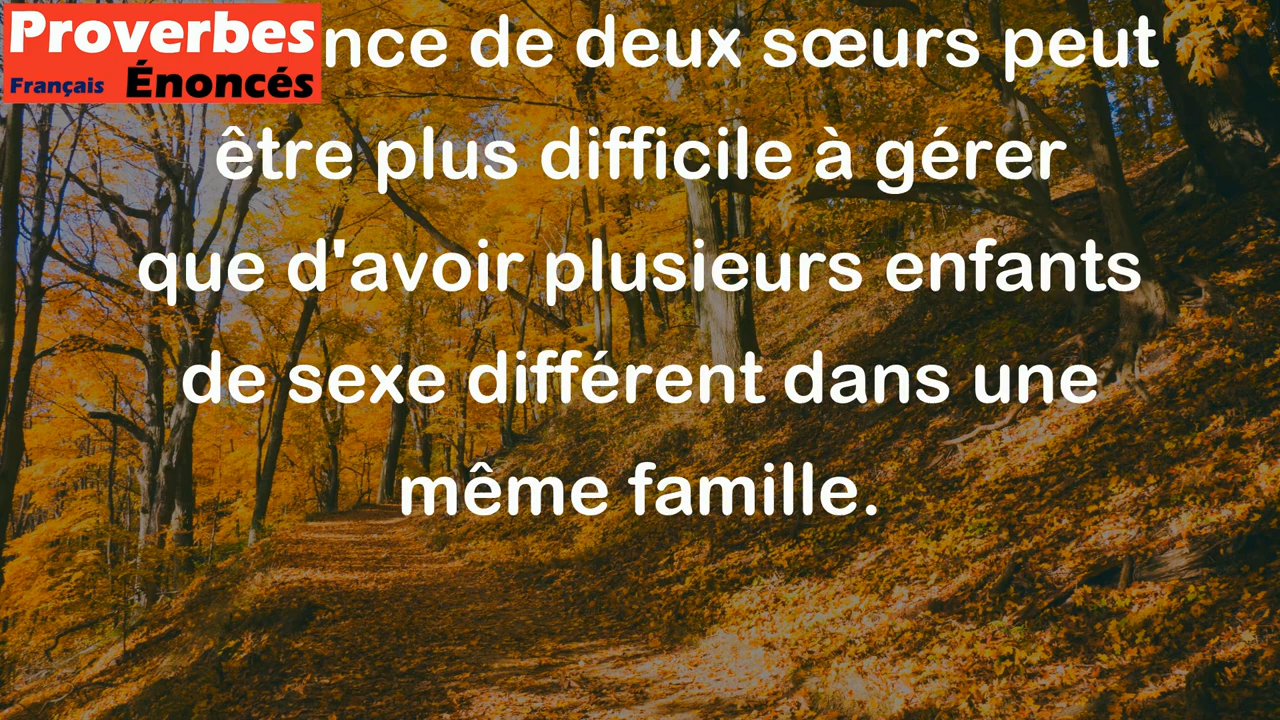 Proverbes
Français Énoncés
de deux sœurs peut
être plus difficile à gérer
que d'avoir plusieurs enfants
de sexe différent dans une
même famille.